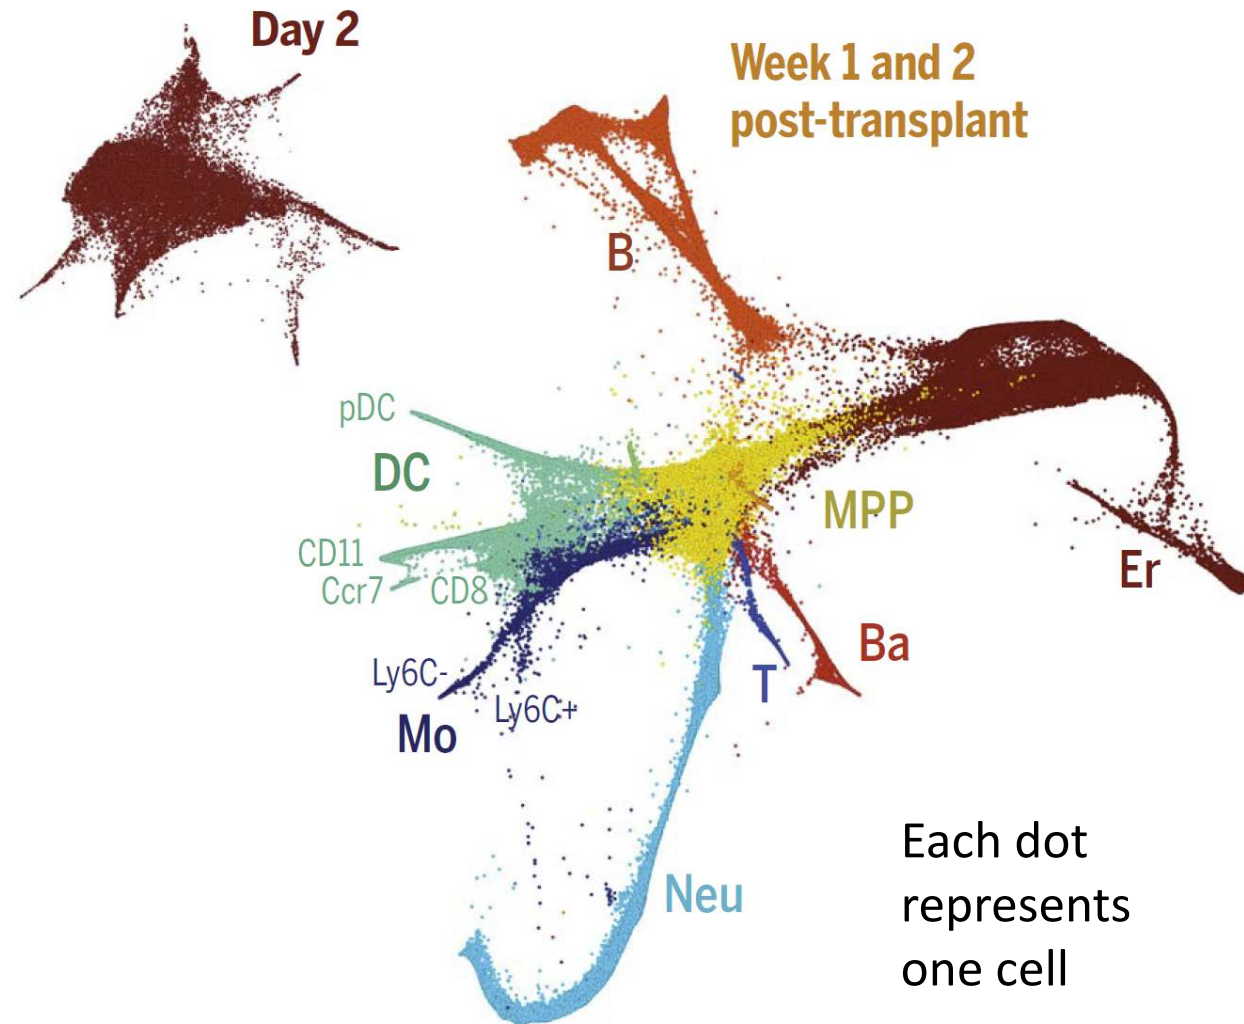 Day 2
Week 1 and 2
post-transplant
B
pDC
DC
MPP
CD11
Ccr7
CD8
Er
Ba
T
Ly6C-
Ly6C+
Mo
Neu
Each dot
represents
one cell